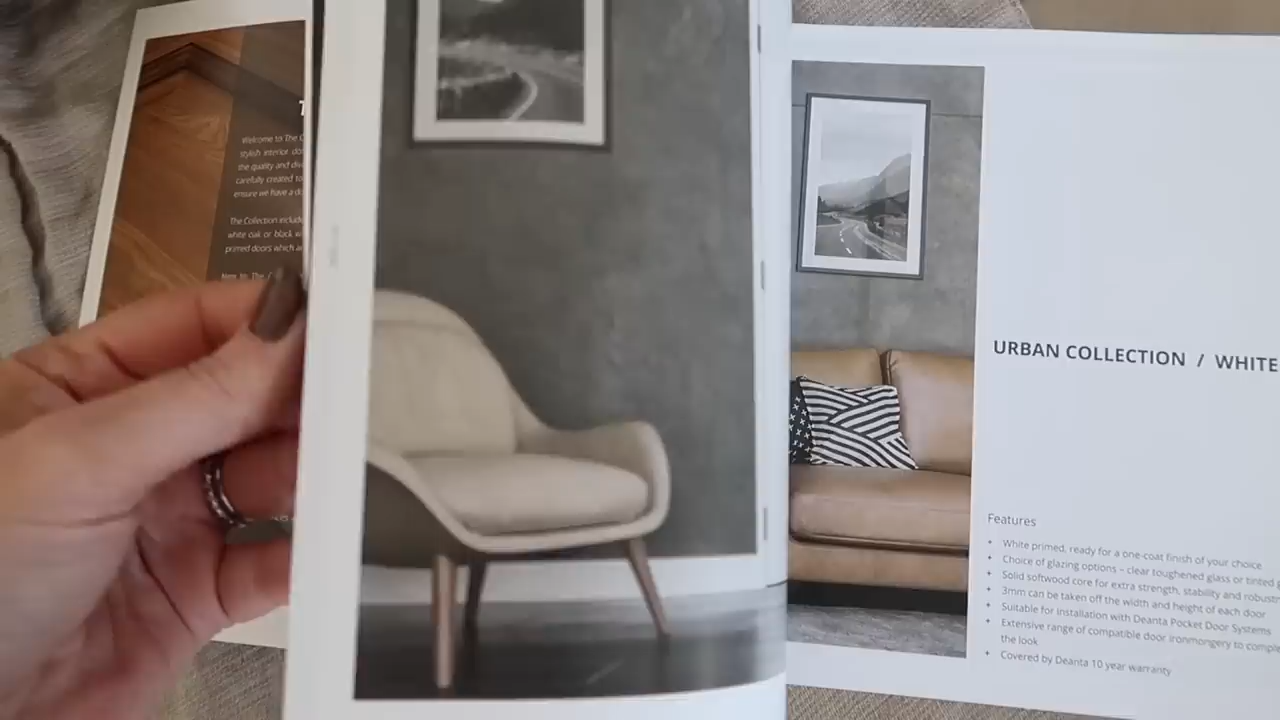 Welcome to The
stylish interior
the quality and
carefully created
ensure we have a
The Collection
white oak or black
primed doors which
URBAN COLLECTION / WHITE
Features
+ White primed, ready for a one-coat finish of your choice
+ Choice of glazing options – clear toughened glass or tinted
+ Solid softwood core for extra strength, stability and
+ 3mm can be taken off the width and height of each door
+ Suitable for installation with Deanta Pocket Door Systems
+ Extensive range of compatible door ironmongery to
the look
+ Covered by Deanta 10 year warranty